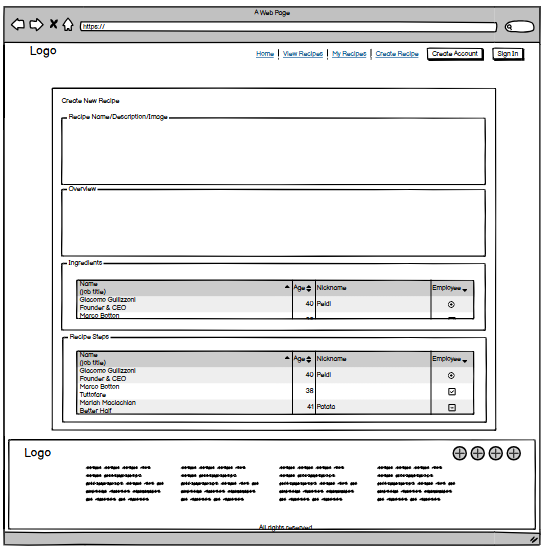 A Web Page
https://
Logo
Home | View Recipes | My Recipes | Create Recipe
Create Account
Sign In
Create New Recipe
Recipe Name/Description/Image
Overview
Ingredients
Name
(job title)
Age
Nickname
Employee
Giacomo Guilizzoni
Founder & CEO
40
Peldi
Marco Botton
Recipe Steps
Name
(job title)
Age
Nickname
Employee
Giacomo Guilizzoni
Founder & CEO
40
Peldi
Marco Botton
Tuttofare
38
Mariah Maclachlan
Better Half
41
Patata
Logo
All rights reserved